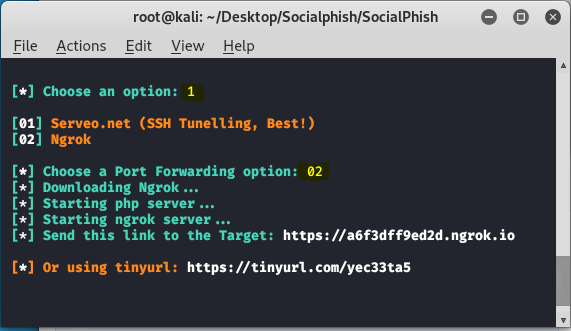 root@kali: ~/Desktop/Socialphish/SocialPhish
File Actions Edit View Help
[*] Choose an option: 1
[01] Serveo.net (SSH Tunelling, Best!)
[02] Ngrok
[*] Choose a Port Forwarding option: 02
[*] Downloading Ngrok...
[*] Starting php server...
[*] Starting ngrok server...
[*] Send this link to the Target: https://a6f3dff9ed2d.ngrok.io
[*] Or using tinyurl: https://tinyurl.com/yec33ta5